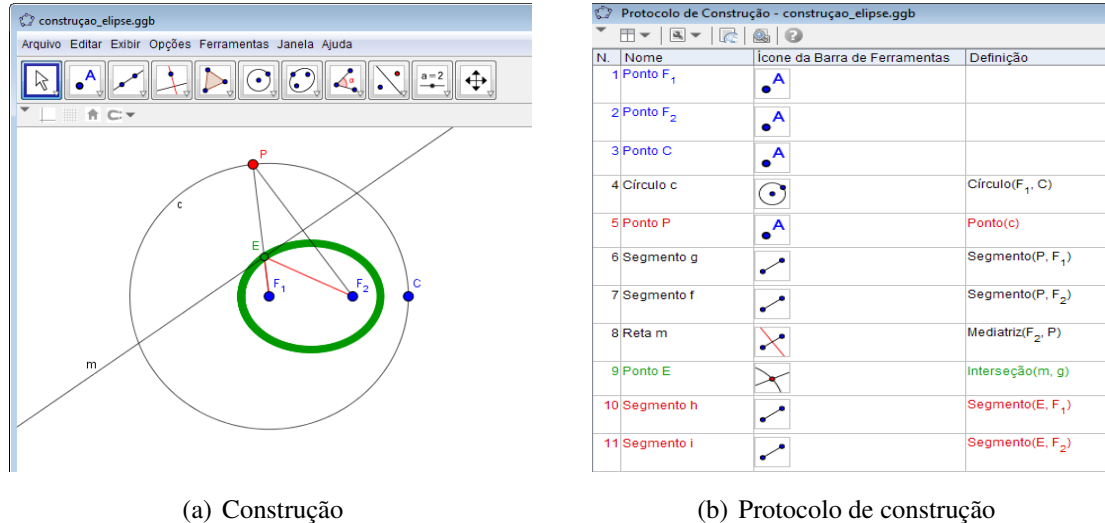 construçao_elipse.ggb
Arquivo Editar Exibir Opções Ferramentas Janela Ajuda
A
α
a = 2
P
c
E
F₁
F₂
C
m
(a) Construção
Protocolo de Construção - construçao_elipse.ggb
N. Nome Ícone da Barra de Ferramentas Definição
1 Ponto F₁ A
2 Ponto F₂ A
3 Ponto C A
4 Círculo c Círculo(F₁, C)
5 Ponto P A Ponto(c)
6 Segmento g Segmento(P, F₁)
7 Segmento f Segmento(P, F₂)
8 Reta m Mediatriz(F₂, P)
9 Ponto E Interseção(m, g)
10 Segmento h Segmento(E, F₁)
11 Segmento i Segmento(E, F₂)
(b) Protocolo de construção